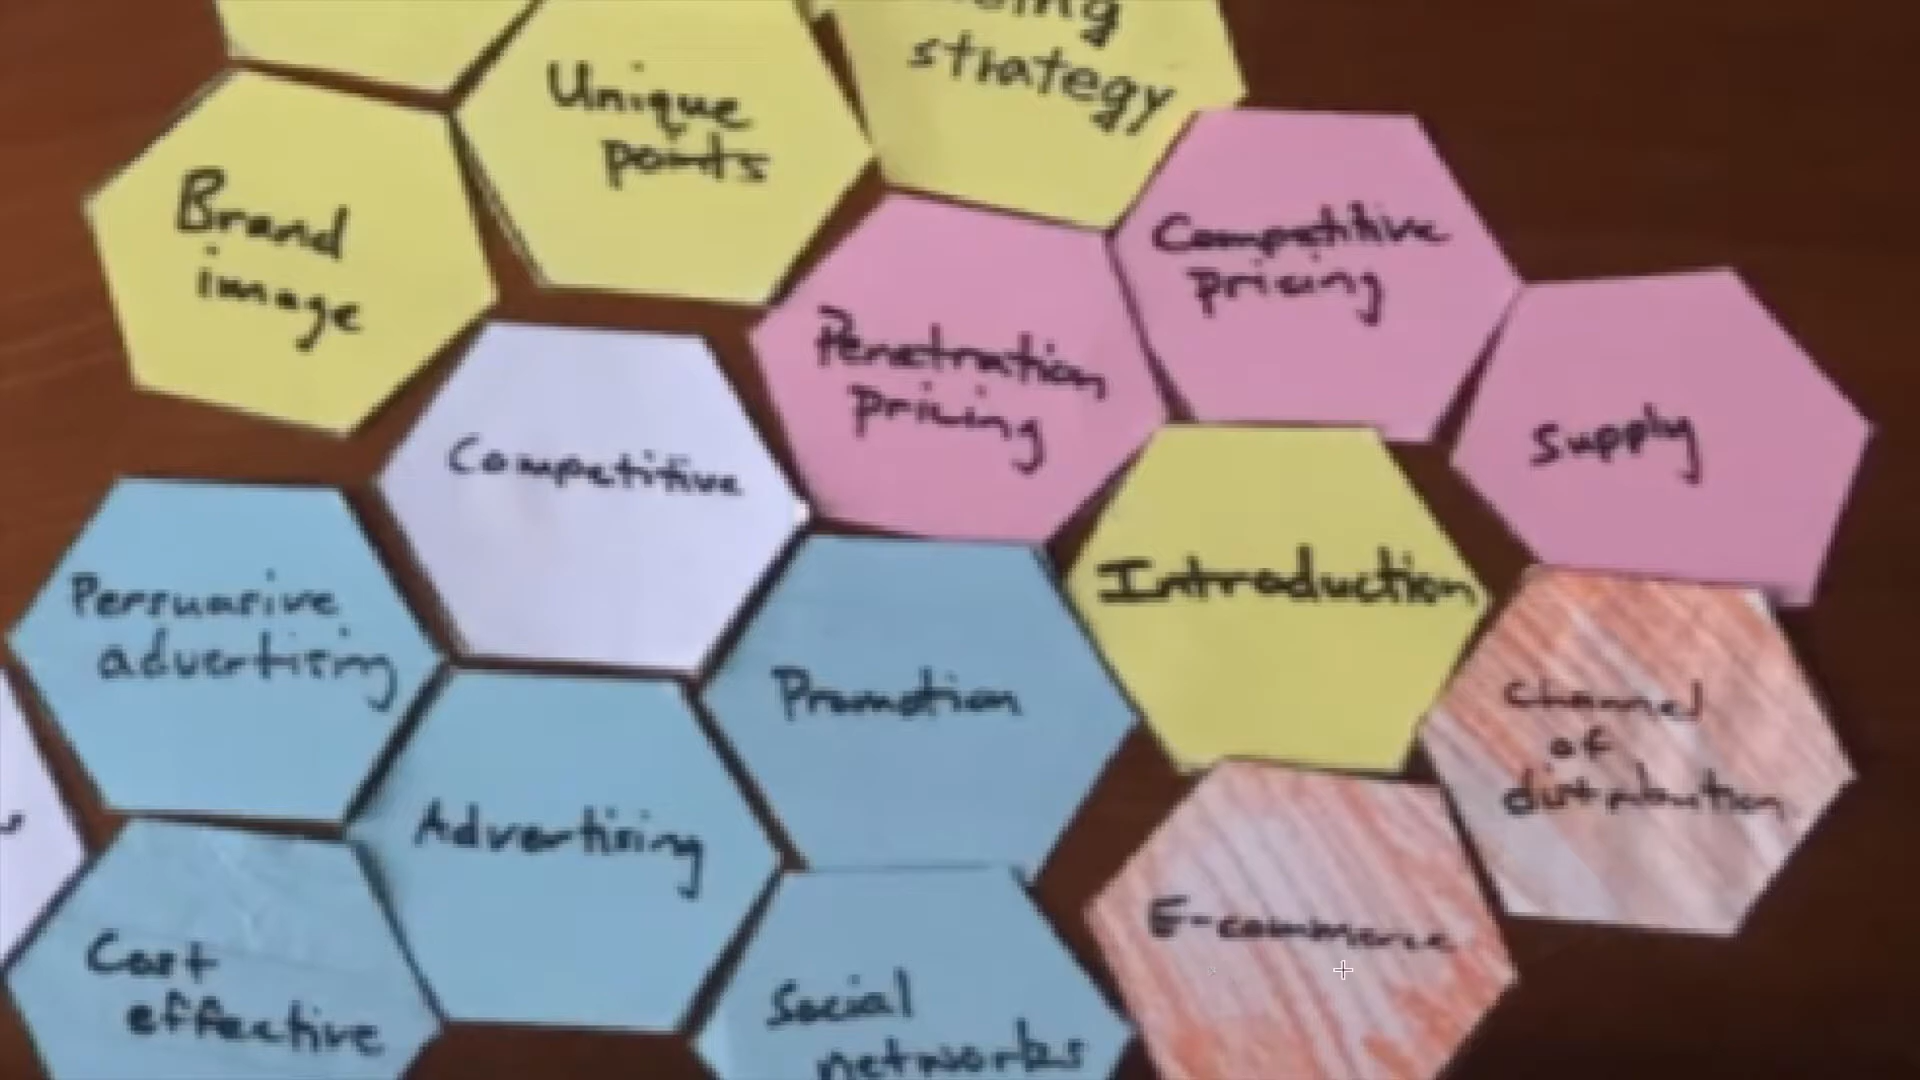 strategy
Unique
points
Brand
image
Competitive
pricing
Penetration
pricing
Supply
Competitive
Introduction
Persuasive
advertising
Promotion
Channel
of
distribution
Advertising
E-commerce
Cost
effective
Social
networks